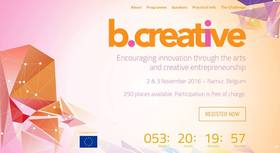 About Programme Speakers Practical Info The Challenge
b.creative
Encouraging innovation through the arts
and creative entrepreneurship
2 & 3 November 2016 – Namur, Belgium
250 places available. Participation is free of charge.
REGISTER NOW
053: 20: 19: 57